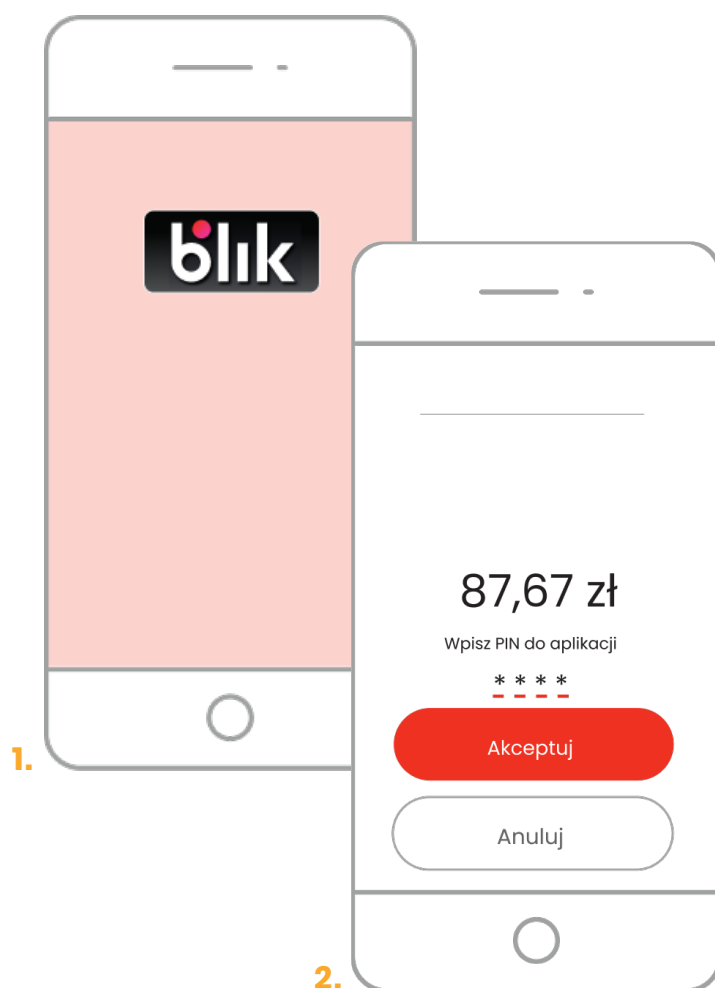 blik
1.
87,67 zł
Wpisz PIN do aplikacji
* * * *
Akceptuj
Anuluj
2.